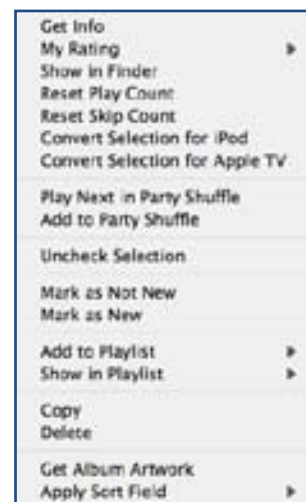 Get Info
My Rating
Show in Finder
Reset Play Count
Reset Skip Count
Convert Selection for iPod
Convert Selection for Apple TV
Play Next in Party Shuffle
Add to Party Shuffle
Uncheck Selection
Mark as Not New
Mark as New
Add to Playlist
Show in Playlist
Copy
Delete
Get Album Artwork
Apply Sort Field